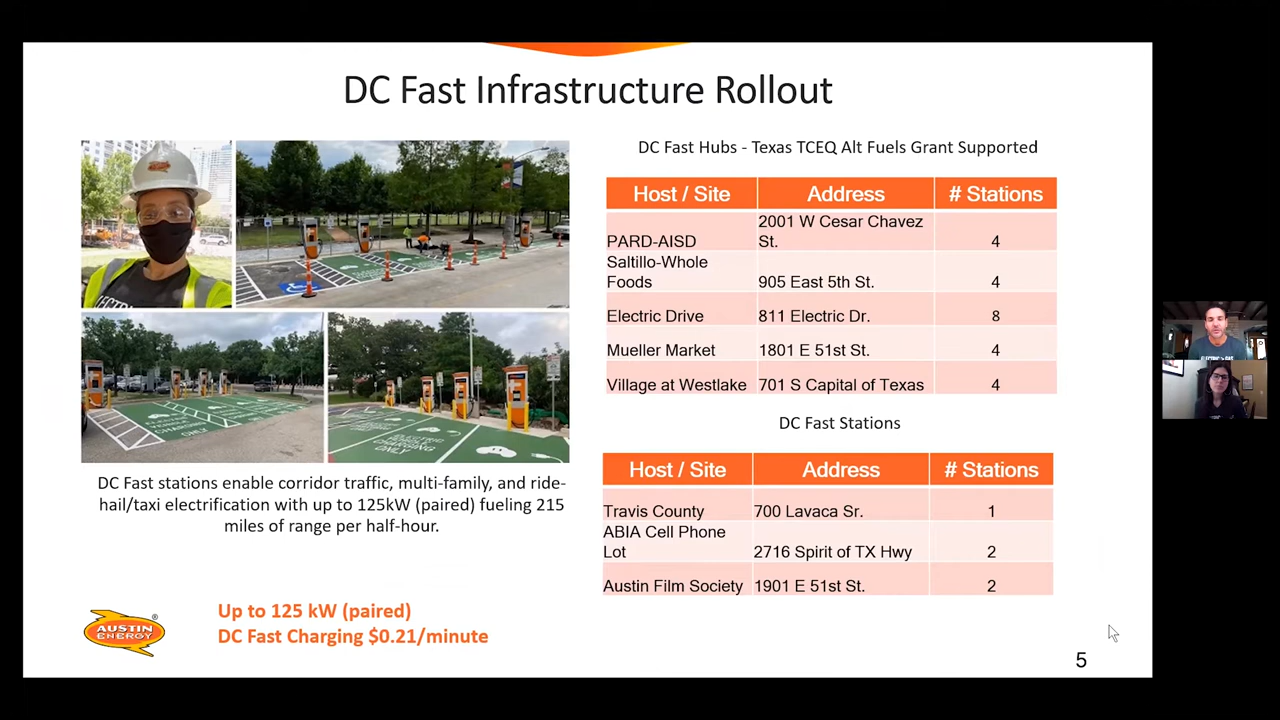 DC Fast Infrastructure Rollout
DC Fast Hubs - Texas TCEQ Alt Fuels Grant Supported
Host / Site Address # Stations
PARD-AISD 2001 W Cesar Chavez St. 4
Saltillo-Whole Foods 905 East 5th St. 4
Electric Drive 811 Electric Dr. 8
Mueller Market 1801 E 51st St. 4
Village at Westlake 701 S Capital of Texas 4
DC Fast Stations
Host / Site Address # Stations
Travis County 700 Lavaca Sr. 1
ABIA Cell Phone Lot 2716 Spirit of TX Hwy 2
Austin Film Society 1901 E 51st St. 2
DC Fast stations enable corridor traffic, multi-family, and ride-
hail/taxi electrification with up to 125kW (paired) fueling 215
miles of range per half-hour.
Up to 125 kW (paired)
DC Fast Charging $0.21/minute
AUSTIN
ENERGY
®
5